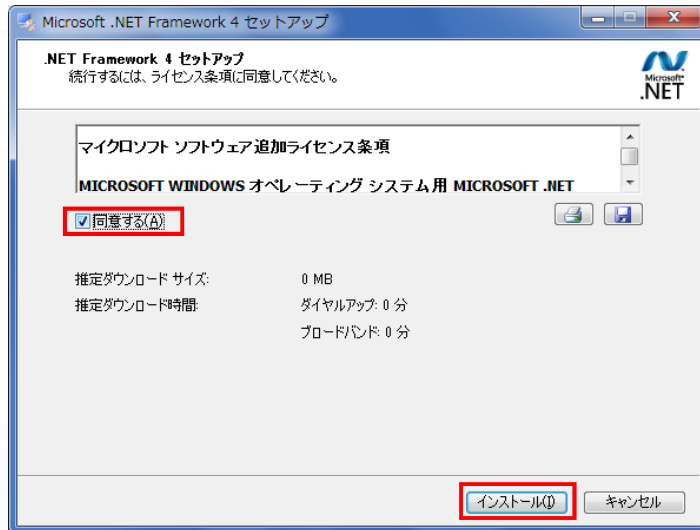 Microsoft .NET Framework 4 セットアップ
.NET Framework 4 セットアップ
続行するには、ライセンス条項に同意してください。
Microsoft®
.NET
マイクロソフト ソフトウェア追加ライセンス条項
MICROSOFT WINDOWS オペレーティング システム用 MICROSOFT .NET
同意する(A)
推定ダウンロード サイズ: 0 MB
推定ダウンロード時間: ダイヤルアップ: 0 分
ブロードバンド: 0 分
インストール(I)
キャンセル